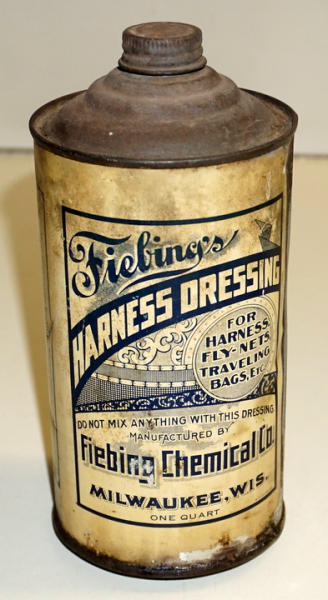 Fiebing's
HARNESS DRESSING
FOR
HARNESS,
FLY-NETS,
TRAVELING
BAGS, ETC.
DO NOT MIX ANYTHING WITH THIS DRESSING.
MANUFACTURED BY
Fiebing Chemical Co.
MILWAUKEE, WIS.
ONE QUART